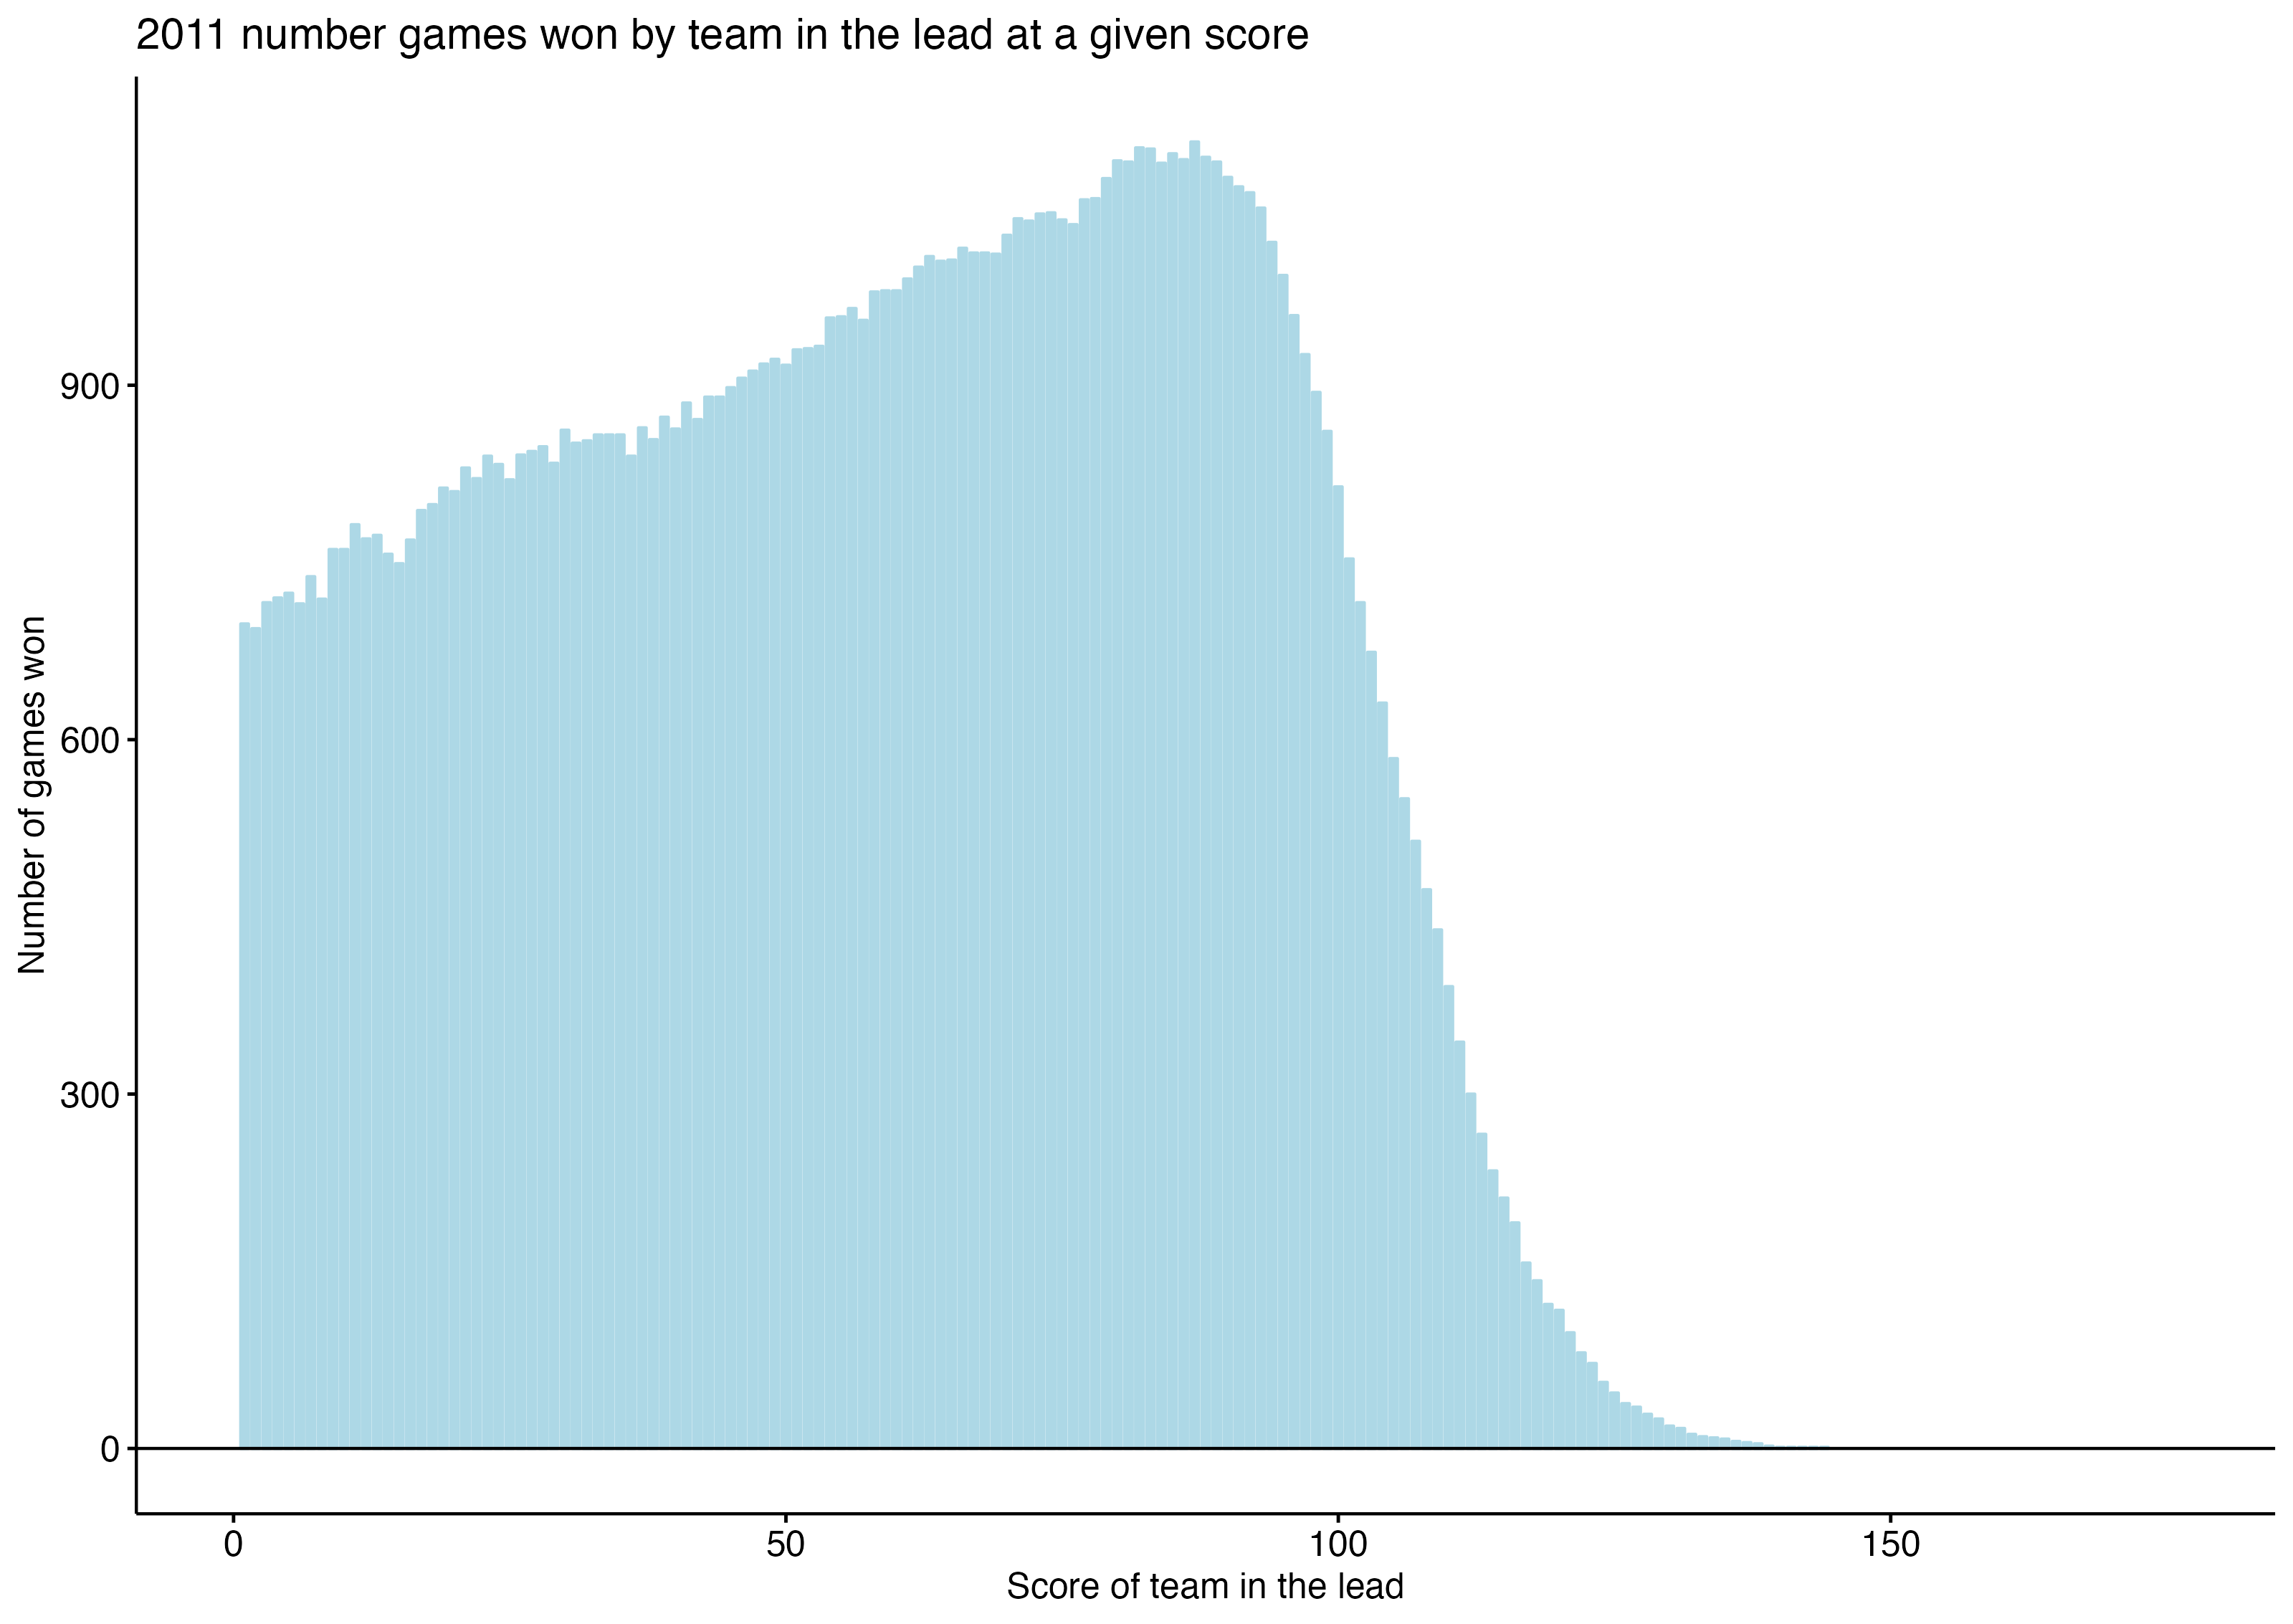 2011 number games won by team in the lead at a given score
Number of games won
900
600
300
0
0
50
100
150
Score of team in the lead